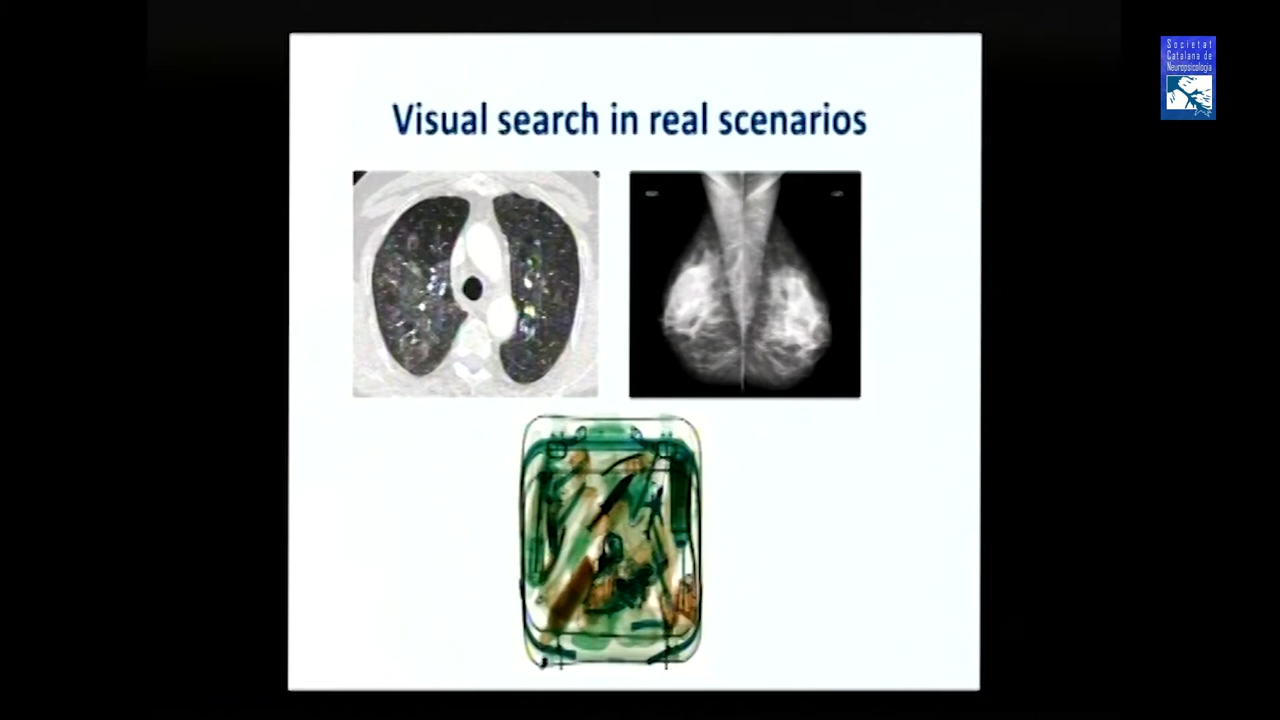 Visual search in real scenarios
Societat
Catalana de
Neuropsicologia